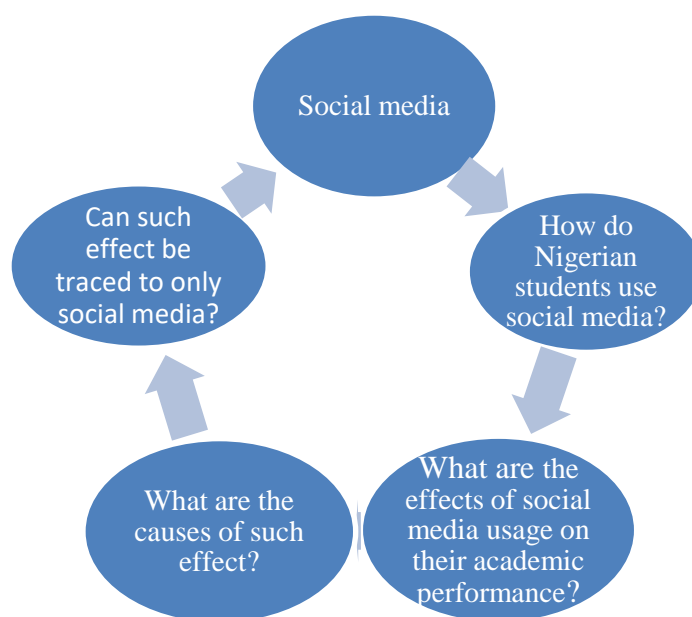 Social media
How do
Nigerian
students use
social media?
What are the
effects of social
media usage on
their academic
performance?
What are the
causes of such
effect?
Can such
effect be
traced to only
social media?